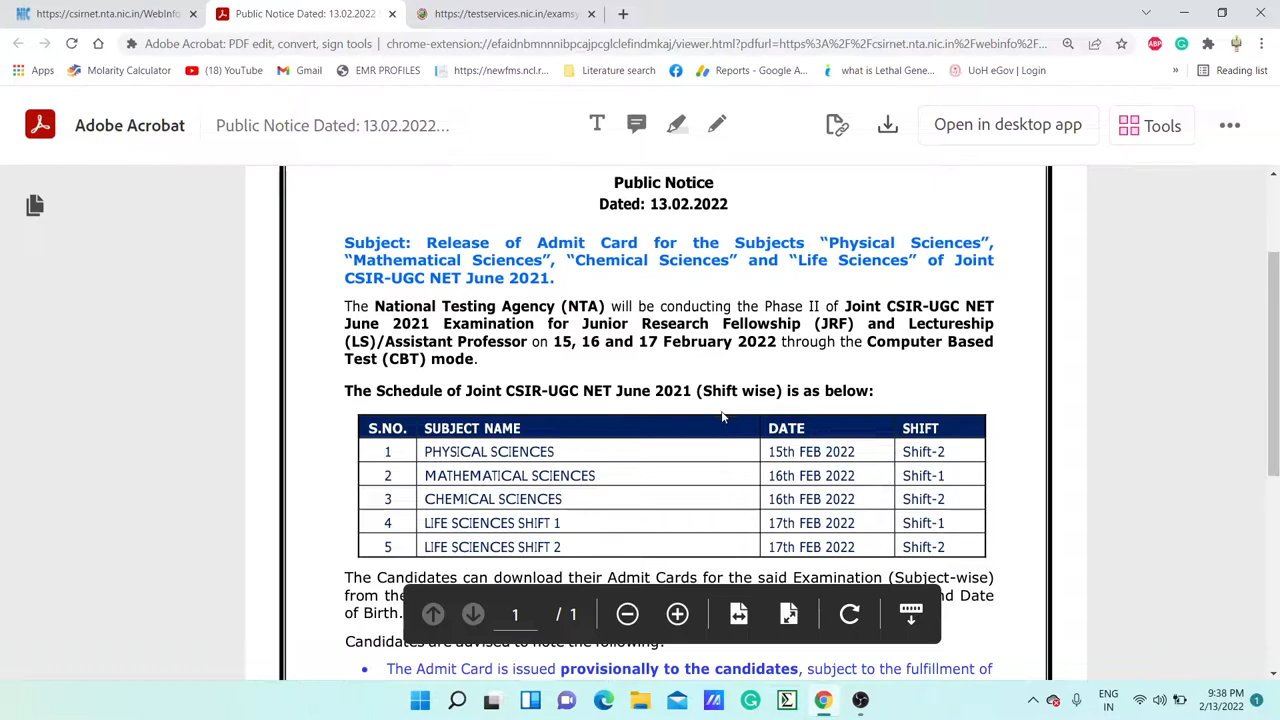 https://csirnet.nta.nic.in/WebInfo
Public Notice Dated: 13.02.2022
https://testservices.nic.in/examsy
Adobe Acrobat: PDF edit, convert, sign tools | chrome-extension://efaidnbmnnnibpcajpcglclefindmkaj/viewer.html?pdfurl=https%3A%2F%2Fcsirnet.nta.nic.in%2Fwebinfo%2F...
ABP
Apps Molarity Calculator (18) YouTube Gmail EMR PROFILES https://newfms.ncl.r... Literature search Reports - Google A... what is Lethal Gene... UoH eGov | Login » Reading list
Adobe Acrobat Public Notice Dated: 13.02.2022... Open in desktop app Tools
Public Notice
Dated: 13.02.2022
Subject: Release of Admit Card for the Subjects “Physical Sciences”,
“Mathematical Sciences”, “Chemical Sciences” and “Life Sciences” of Joint
CSIR-UGC NET June 2021.
The National Testing Agency (NTA) will be conducting the Phase II of Joint CSIR-UGC NET
June 2021 Examination for Junior Research Fellowship (JRF) and Lectureship
(LS)/Assistant Professor on 15, 16 and 17 February 2022 through the Computer Based
Test (CBT) mode.
The Schedule of Joint CSIR-UGC NET June 2021 (Shift wise) is as below:
S.NO. SUBJECT NAME DATE SHIFT
1 PHYSICAL SCIENCES 15th FEB 2022 Shift-2
2 MATHEMATICAL SCIENCES 16th FEB 2022 Shift-1
3 CHEMICAL SCIENCES 16th FEB 2022 Shift-2
4 LIFE SCIENCES SHIFT 1 17th FEB 2022 Shift-1
5 LIFE SCIENCES SHIFT 2 17th FEB 2022 Shift-2
The Candidates can download their Admit Cards for the said Examination (Subject-wise)
from the Date
of Birth.
1 / 1
Candidates are advised to note the following:
• The Admit Card is issued provisionally to the candidates, subject to the fulfillment of
ENG
IN
9:38 PM
2/13/2022
1